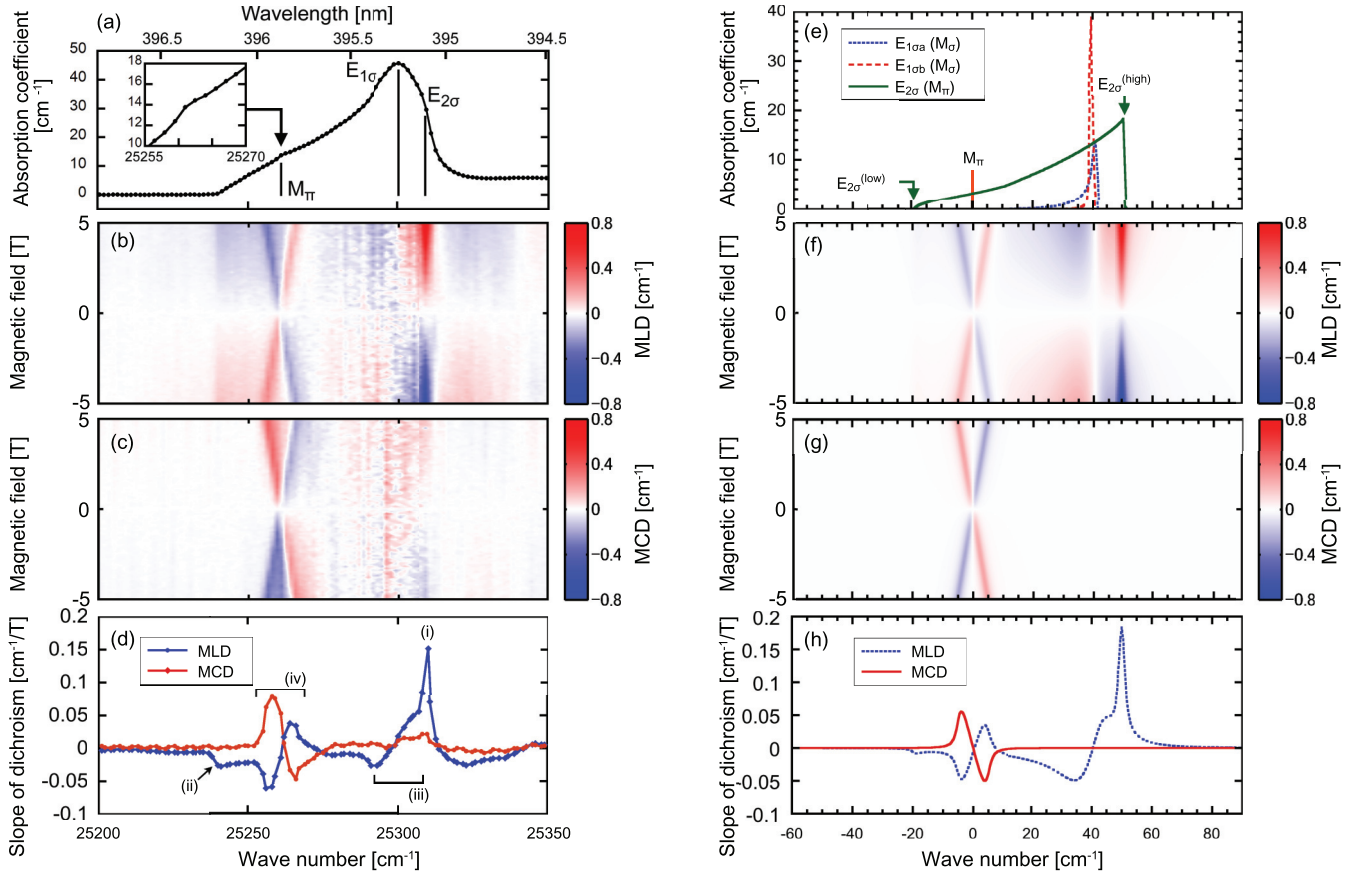 (a)
Wavelength [nm]
396.5 396 395.5 395 394.5
Absorption coefficient
[cm-1]
50
40
30
20
10
0
18
16
14
12
10
25255 25270
E1σ
E2σ
Mπ
(b)
Magnetic field [T]
5
0
-5
0.8
0.4
0
−0.4
−0.8
MLD [cm-1]
(c)
Magnetic field [T]
5
0
-5
0.8
0.4
0
−0.4
−0.8
MCD [cm-1]
(d)
Slope of dichroism [cm-1/T]
0.2
0.15
0.1
0.05
0
-0.05
-0.1
MLD
MCD
(i)
(ii)
(iii)
(iv)
25200 25250 25300 25350
Wave number [cm-1]
(e)
Absorption coefficient
[cm-1]
40
30
20
10
0
E1σa (Mσ)
E1σb (Mσ)
E2σ (Mπ)
E2σ(high)
Mπ
E2σ(low)
(f)
Magnetic field [T]
5
0
-5
0.8
0.4
0
−0.4
−0.8
MLD [cm-1]
(g)
Magnetic field [T]
5
0
-5
0.8
0.4
0
−0.4
−0.8
MCD [cm-1]
(h)
Slope of dichroism [cm-1/T]
0.2
0.15
0.1
0.05
0
-0.05
-0.1
MLD
MCD
-60 -40 -20 0 20 40 60 80
Wave number [cm-1]